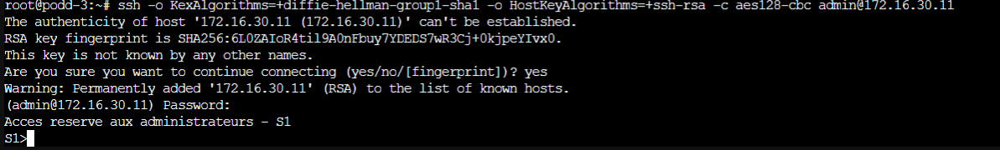 root@podd-3:~# ssh -o KexAlgorithms=+diffie-hellman-group1-sha1 -o HostKeyAlgorithms=+ssh-rsa -c aes128-cbc admin@172.16.30.11
The authenticity of host '172.16.30.11 (172.16.30.11)' can't be established.
RSA key fingerprint is SHA256:6L0ZAIoR4til9A0nFbuy7YDEDS7wR3Cj+0kjpeYIvx0.
This key is not known by any other names.
Are you sure you want to continue connecting (yes/no/[fingerprint])? yes
Warning: Permanently added '172.16.30.11' (RSA) to the list of known hosts.
(admin@172.16.30.11) Password:
Acces reserve aux administrateurs - S1
S1>